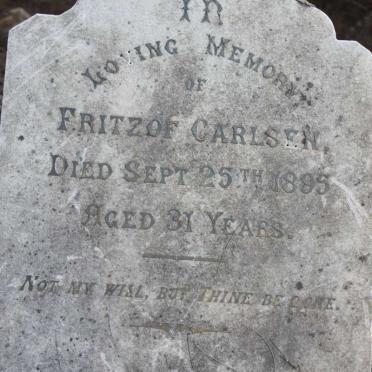 IN
LOVING MEMORY
OF
FRITZOF CARLSEN,
DIED SEPT 25TH 1895
AGED 31 YEARS.
NOT MY WILL, BUT THINE BE DONE.